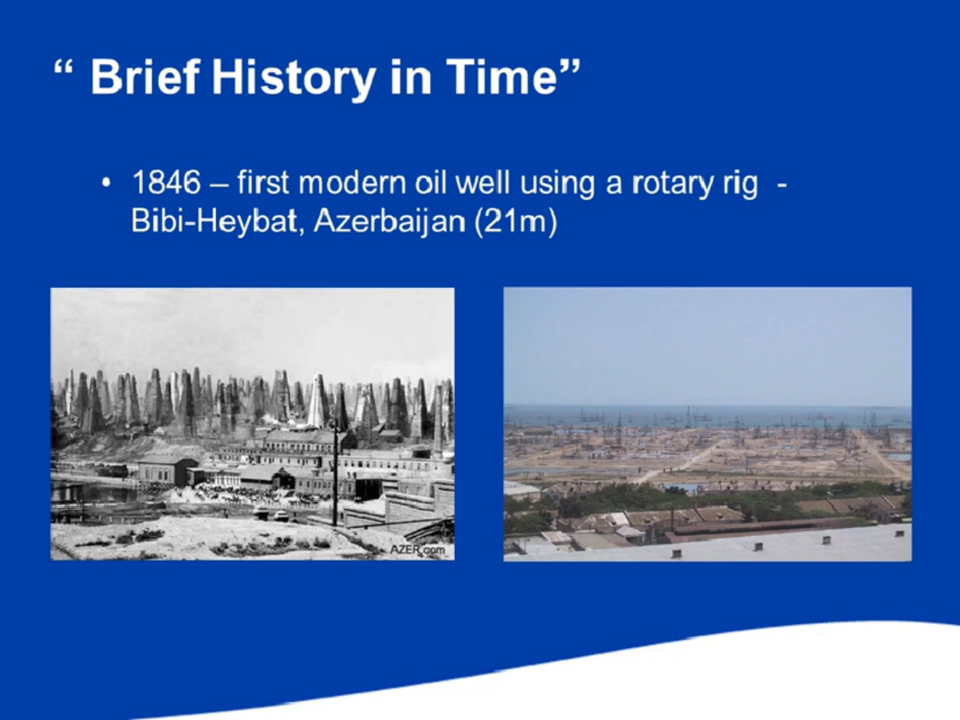 “ Brief History in Time”
• 1846 – first modern oil well using a rotary rig -
Bibi-Heybat, Azerbaijan (21m)
AZER.com